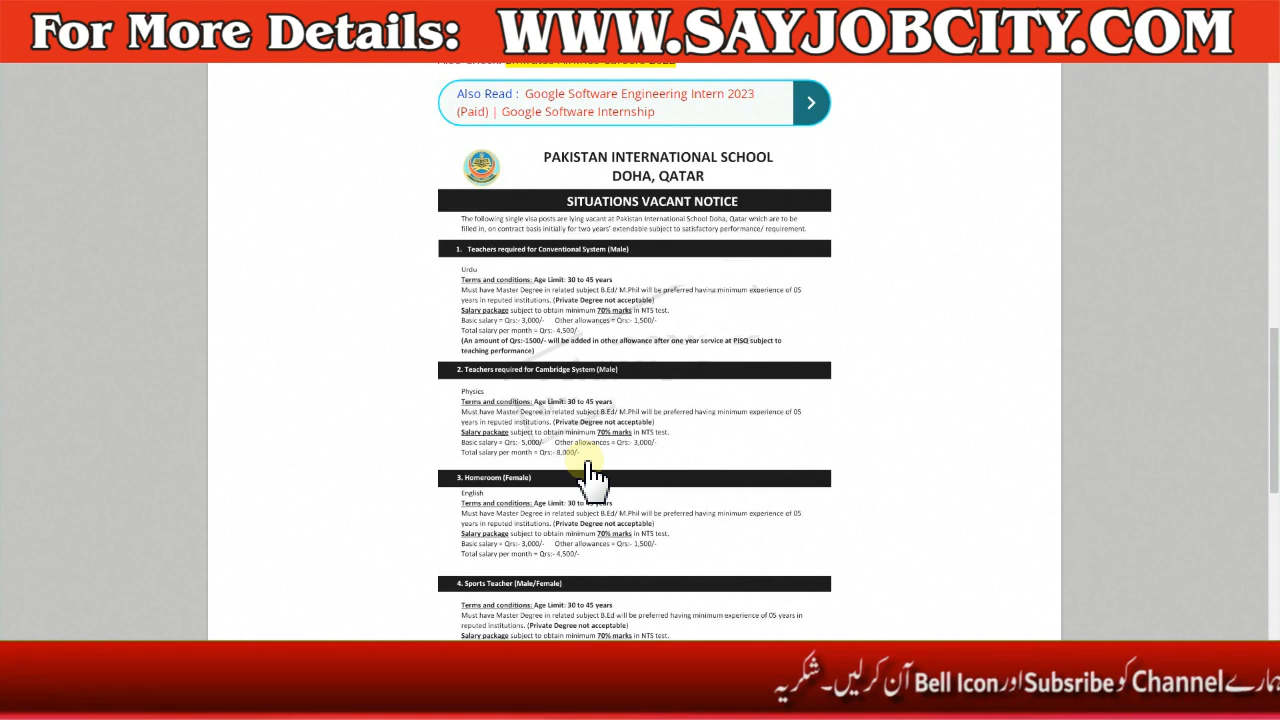 For More Details: WWW.SAYJOBCITY.COM
Also Read : Google Software Engineering Intern 2023
(Paid) | Google Software Internship
PAKISTAN INTERNATIONAL SCHOOL
DOHA, QATAR
SITUATIONS VACANT NOTICE
The following single visa posts are lying vacant at Pakistan International School Doha, Qatar which are to be
filled in, on contract basis initially for two years' extendable subject to satisfactory performance/ requirement.
1. Teachers required for Conventional System (Male)
Urdu
Terms and conditions: Age Limit: 30 to 45 years
Must have Master Degree in related subject B.Ed/ M.Phil will be preferred having minimum experience of 05
years in reputed institutions. (Private Degree not acceptable)
Salary package subject to obtain minimum 70% marks in NTS test.
Basic salary = Qrs:- 3,000/- Other allowances = Qrs:- 1,500/-
Total salary per month = Qrs:- 4,500/-
(An amount of Qrs:-1500/- will be added in other allowance after one year service at PISQ subject to
teaching performance)
2. Teachers required for Cambridge System (Male)
Physics
Terms and conditions: Age Limit: 30 to 45 years
Must have Master Degree in related subject B.Ed/ M.Phil will be preferred having minimum experience of 05
years in reputed institutions. (Private Degree not acceptable)
Salary package subject to obtain minimum 70% marks in NTS test.
Basic salary = Qrs:- 5,000/- Other allowances = Qrs:- 3,000/-
Total salary per month = Qrs:- 8,000/-
3. Homeroom (Female)
English
Terms and conditions: Age Limit: 30 to 45 years
Must have Master Degree in related subject B.Ed/ M.Phil will be preferred having minimum experience of 05
years in reputed institutions. (Private Degree not acceptable)
Salary package subject to obtain minimum 70% marks in NTS test.
Basic salary = Qrs:- 3,000/- Other allowances = Qrs:- 1,500/-
Total salary per month = Qrs:- 4,500/-
4. Sports Teacher (Male/Female)
Terms and conditions: Age Limit: 30 to 45 years
Must have Master Degree in related subject B.Ed will be preferred having minimum experience of 05 years in
reputed institutions. (Private Degree not acceptable)
Salary package subject to obtain minimum 70% marks in NTS test.
ہمارے Channel کو Subsribe اور Bell Icon آن کرلیں۔ شکریہ